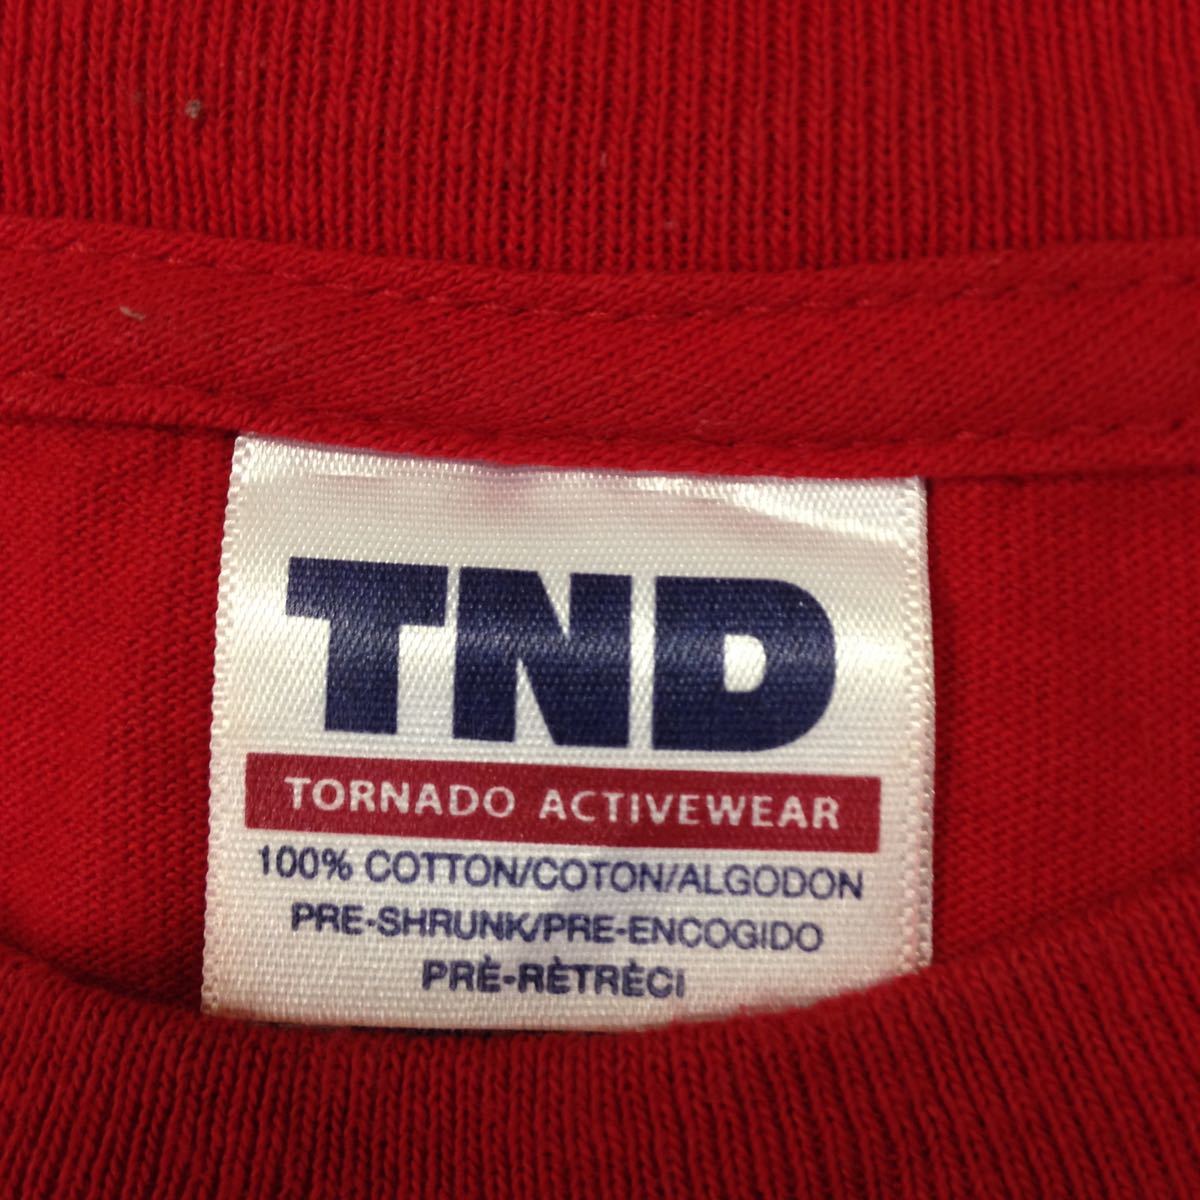 TND
TORNADO ACTIVEWEAR
100% COTTON/COTON/ALGODON
PRE-SHRUNK/PRE-ENCOGIDO
PRÈ-RÈTRÈCI